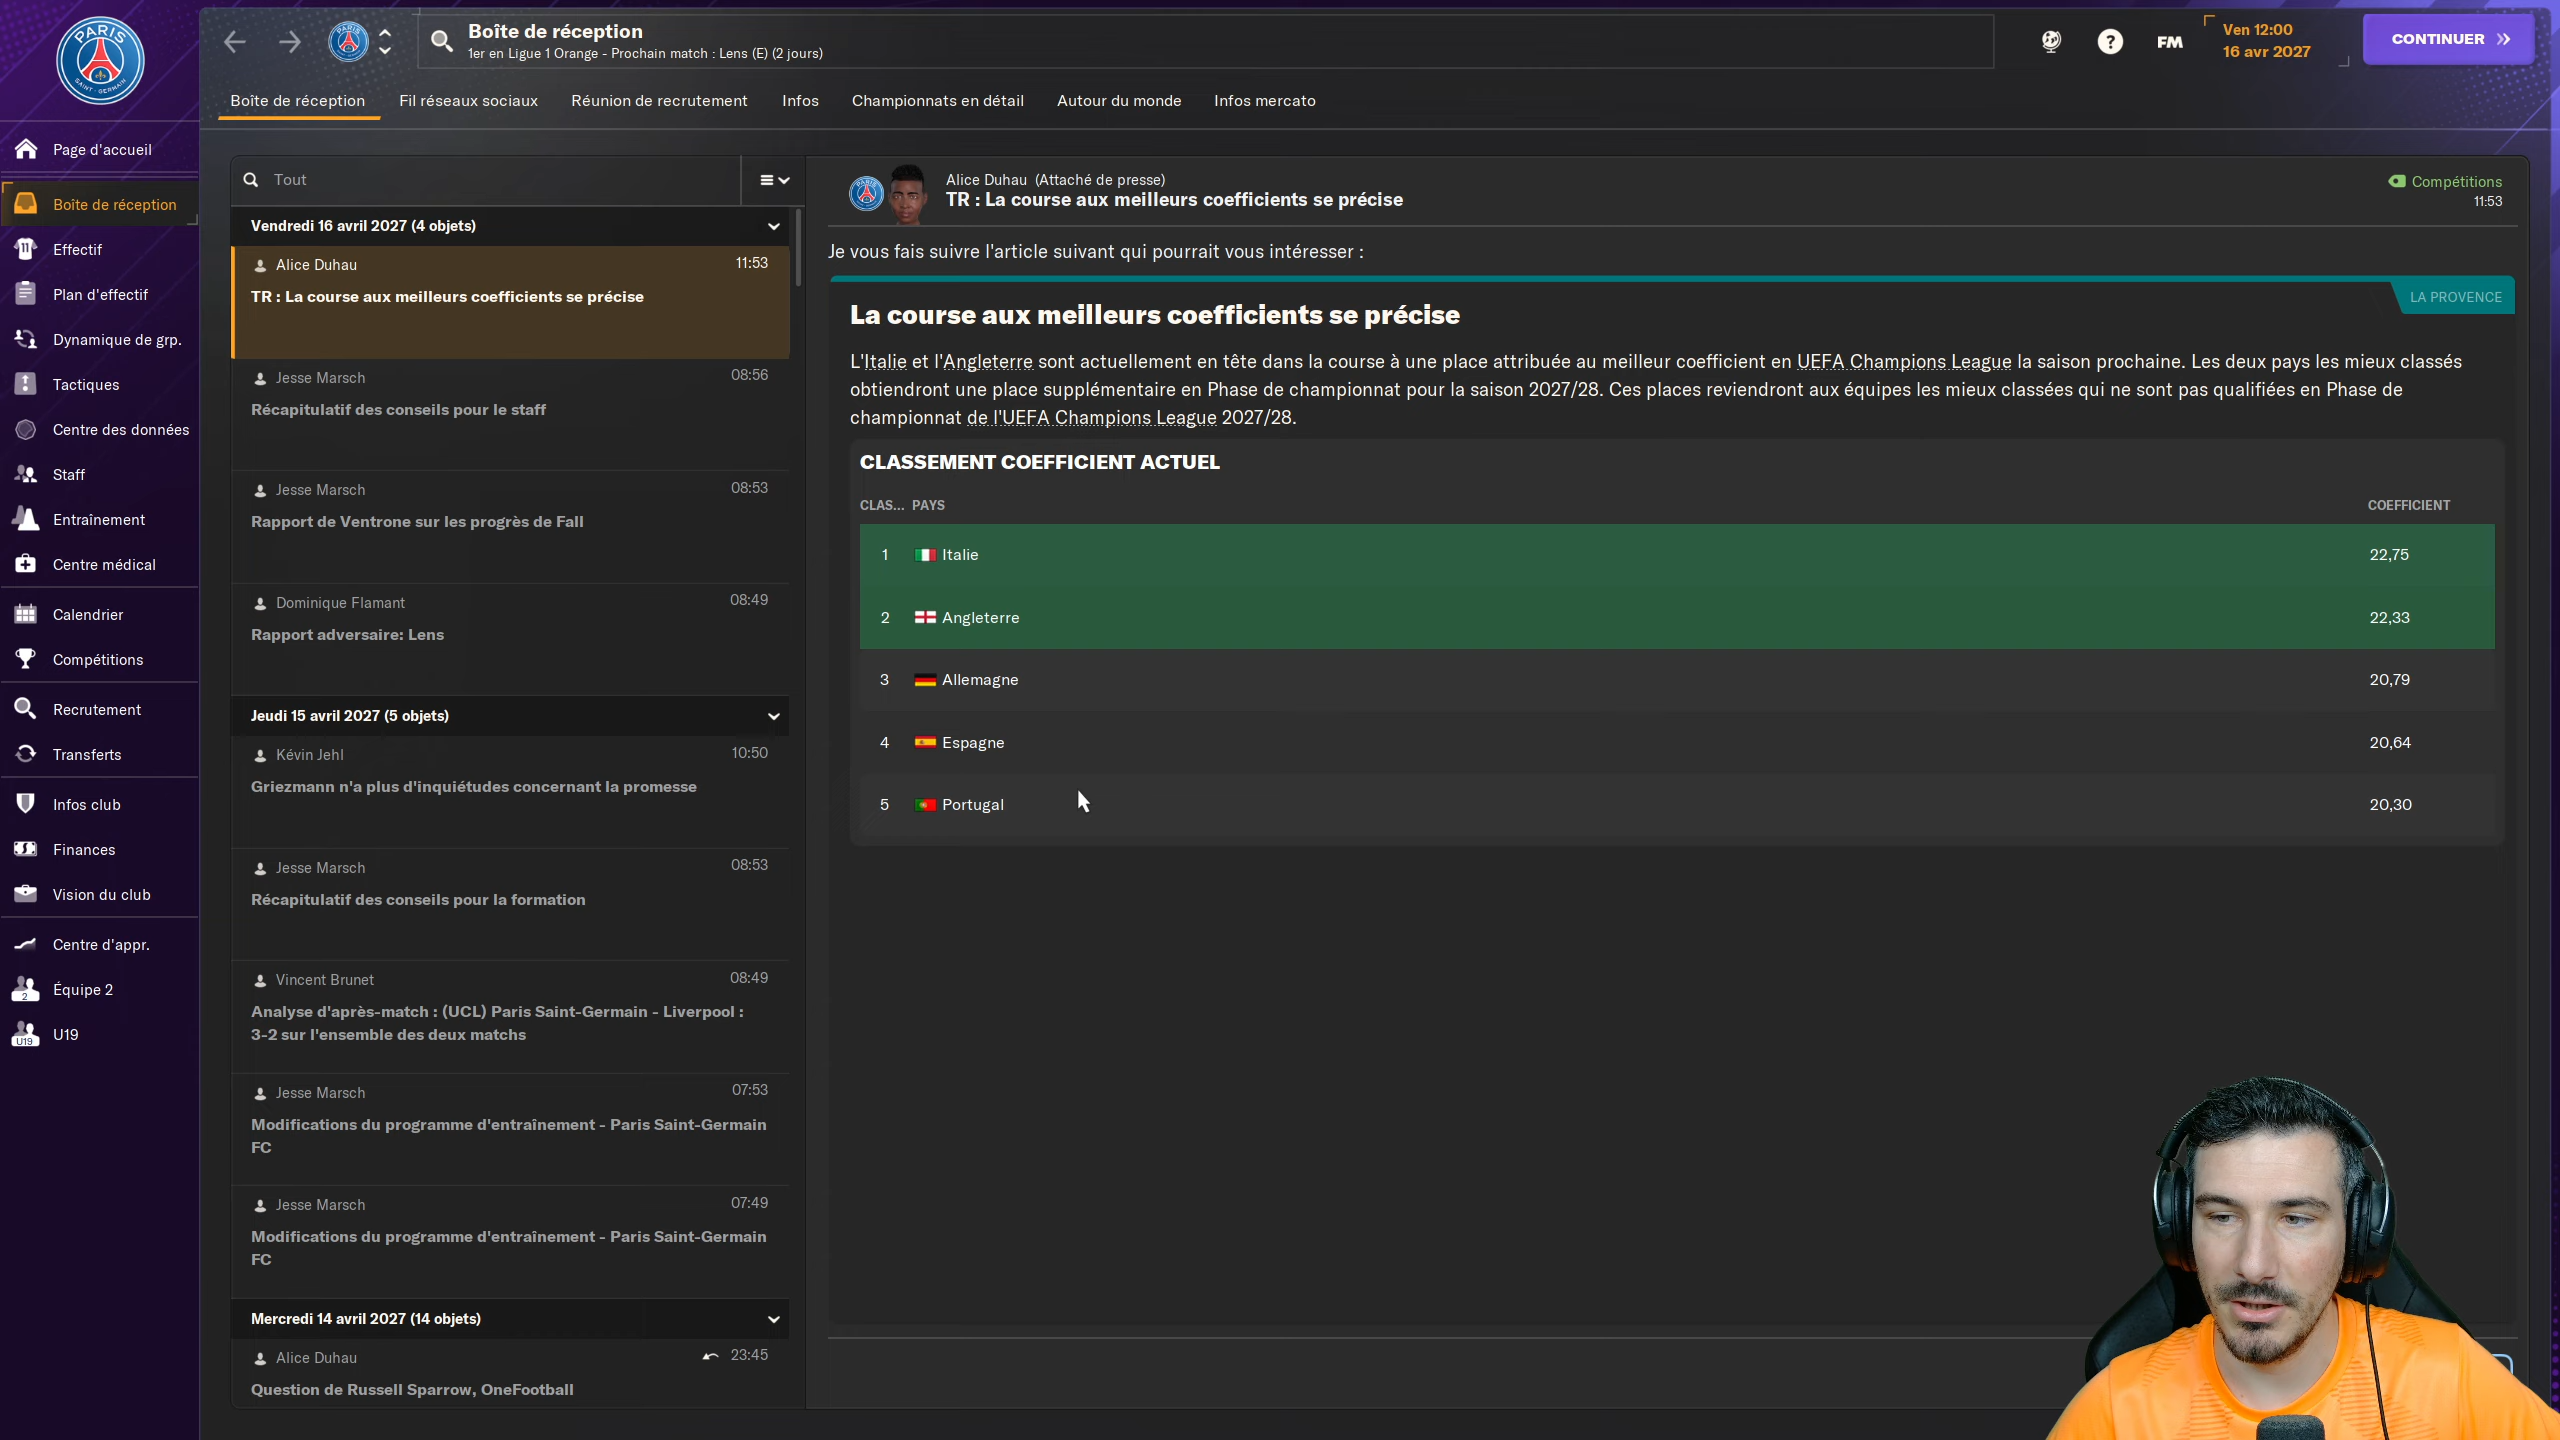 PARIS
SAINT-GERMAIN
Boîte de réception
1er en Ligue 1 Orange - Prochain match : Lens (E) (2 jours)
FM
Ven 12:00
16 avr 2027
CONTINUER
Boîte de réception
Fil réseaux sociaux
Réunion de recrutement
Infos
Championnats en détail
Autour du monde
Infos mercato
Page d'accueil
Boîte de réception
Effectif
Plan d'effectif
Dynamique de grp.
Tactiques
Centre des données
Staff
Entraînement
Centre médical
Calendrier
Compétitions
Recrutement
Transferts
Infos club
Finances
Vision du club
Centre d'appr.
2
Équipe 2
U19
U19
Tout
Vendredi 16 avril 2027 (4 objets)
Alice Duhau
11:53
TR : La course aux meilleurs coefficients se précise
Jesse Marsch
08:56
Récapitulatif des conseils pour le staff
Jesse Marsch
08:53
Rapport de Ventrone sur les progrès de Fall
Dominique Flamant
08:49
Rapport adversaire: Lens
Jeudi 15 avril 2027 (5 objets)
Kévin Jehl
10:50
Griezmann n'a plus d'inquiétudes concernant la promesse
Jesse Marsch
08:53
Récapitulatif des conseils pour la formation
Vincent Brunet
08:49
Analyse d'après-match : (UCL) Paris Saint-Germain - Liverpool :
3-2 sur l'ensemble des deux matchs
Jesse Marsch
07:53
Modifications du programme d'entraînement - Paris Saint-Germain
FC
Jesse Marsch
07:49
Modifications du programme d'entraînement - Paris Saint-Germain
FC
Mercredi 14 avril 2027 (14 objets)
Alice Duhau
23:45
Question de Russell Sparrow, OneFootball
Alice Duhau (Attaché de presse)
TR : La course aux meilleurs coefficients se précise
Compétitions
11:53
Je vous fais suivre l'article suivant qui pourrait vous intéresser :
LA PROVENCE
La course aux meilleurs coefficients se précise
L'Italie et l'Angleterre sont actuellement en tête dans la course à une place attribuée au meilleur coefficient en UEFA Champions League la saison prochaine. Les deux pays les mieux classés
obtiendront une place supplémentaire en Phase de championnat pour la saison 2027/28. Ces places reviendront aux équipes les mieux classées qui ne sont pas qualifiées en Phase de
championnat de l'UEFA Champions League 2027/28.
CLASSEMENT COEFFICIENT ACTUEL
CLAS... PAYS COEFFICIENT
1 Italie 22,75
2 Angleterre 22,33
3 Allemagne 20,79
4 Espagne 20,64
5 Portugal 20,30